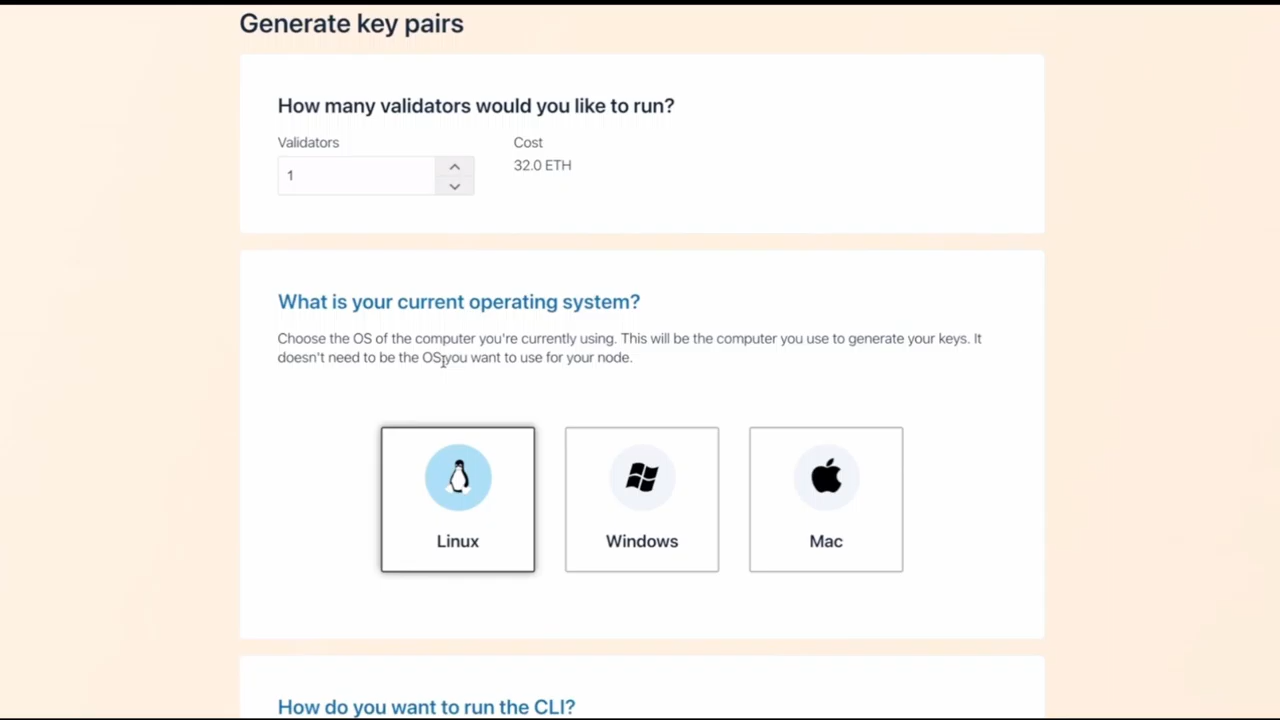 Generate key pairs
How many validators would you like to run?
Validators
Cost
1
32.0 ETH
What is your current operating system?
Choose the OS of the computer you're currently using. This will be the computer you use to generate your keys. It
doesn't need to be the OS you want to use for your node.
Linux
Windows
Mac
How do you want to run the CLI?